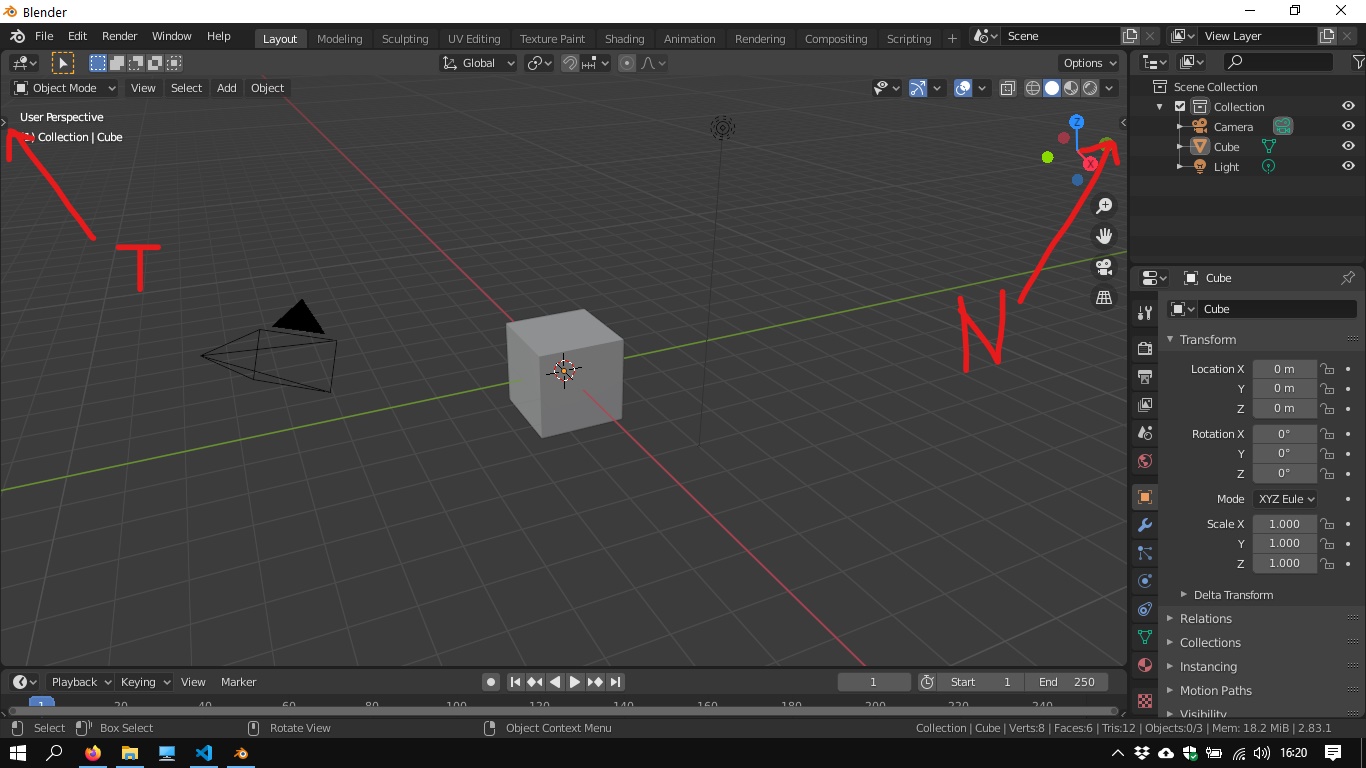 Blender
File Edit Render Window Help Layout Modeling Sculpting UV Editing Texture Paint Shading Animation Rendering Compositing Scripting + Scene View Layer
Global Options
Object Mode View Select Add Object
User Perspective
) Collection | Cube
Z
X
T
N
Scene Collection
Collection
Camera
Cube
Light
Cube
Cube
Transform
Location X 0 m
Y 0 m
Z 0 m
Rotation X 0°
Y 0°
Z 0°
Mode XYZ Eule
Scale X 1.000
Y 1.000
Z 1.000
Delta Transform
Relations
Collections
Instancing
Motion Paths
Visibility
Playback Keying View Marker 1 Start 1 End 250
1 20 40 60 80 100 120 140 160 180 200 220 240
Select Box Select Rotate View Object Context Menu Collection | Cube | Verts:8 | Faces:6 | Tris:12 | Objects:0/3 | Mem: 18.2 MiB | 2.83.1
16:20